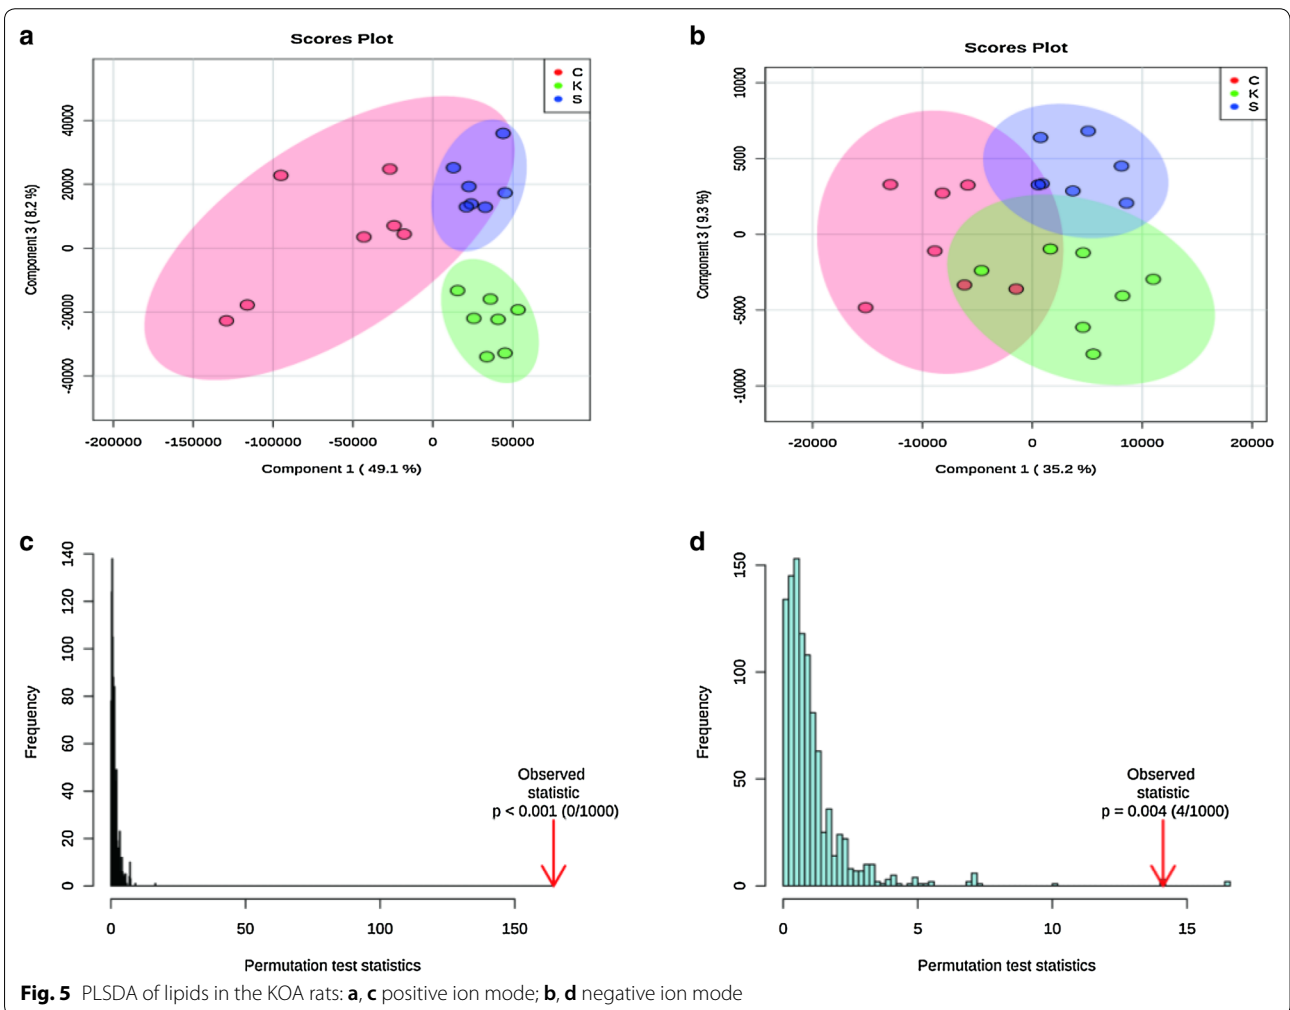 a
Scores Plot
C
K
S
Component 3 ( 8.2 %)
40000
20000
0
-20000
-40000
-200000 -150000 -100000 -50000 0 50000
Component 1 ( 49.1 %)
b
Scores Plot
C
K
S
Component 3 ( 9.3 %)
10000
5000
0
-5000
-10000
-20000 -10000 0 10000 20000
Component 1 ( 35.2 %)
c
Frequency
140
120
100
80
60
40
20
0
Observed
statistic
p < 0.001 (0/1000)
0 50 100 150
Permutation test statistics
d
Frequency
150
100
50
0
Observed
statistic
p = 0.004 (4/1000)
0 5 10 15
Permutation test statistics
Fig. 5 PLSDA of lipids in the KOA rats: a, c positive ion mode; b, d negative ion mode